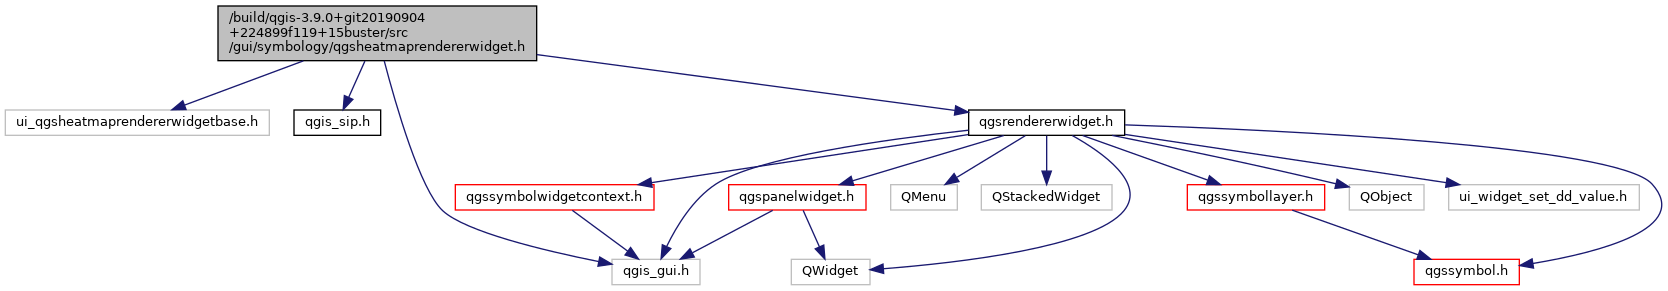 /build/qgis-3.9.0+git20190904
+224899f119+15buster/src
/gui/symbology/qgsheatmaprendererwidget.h
ui_qgsheatmaprendererwidgetbase.h
qgis_sip.h
qgsrendererwidget.h
qgssymbolwidgetcontext.h
qgspanelwidget.h
QMenu
QStackedWidget
qgssymbollayer.h
QObject
ui_widget_set_dd_value.h
qgis_gui.h
QWidget
qgssymbol.h